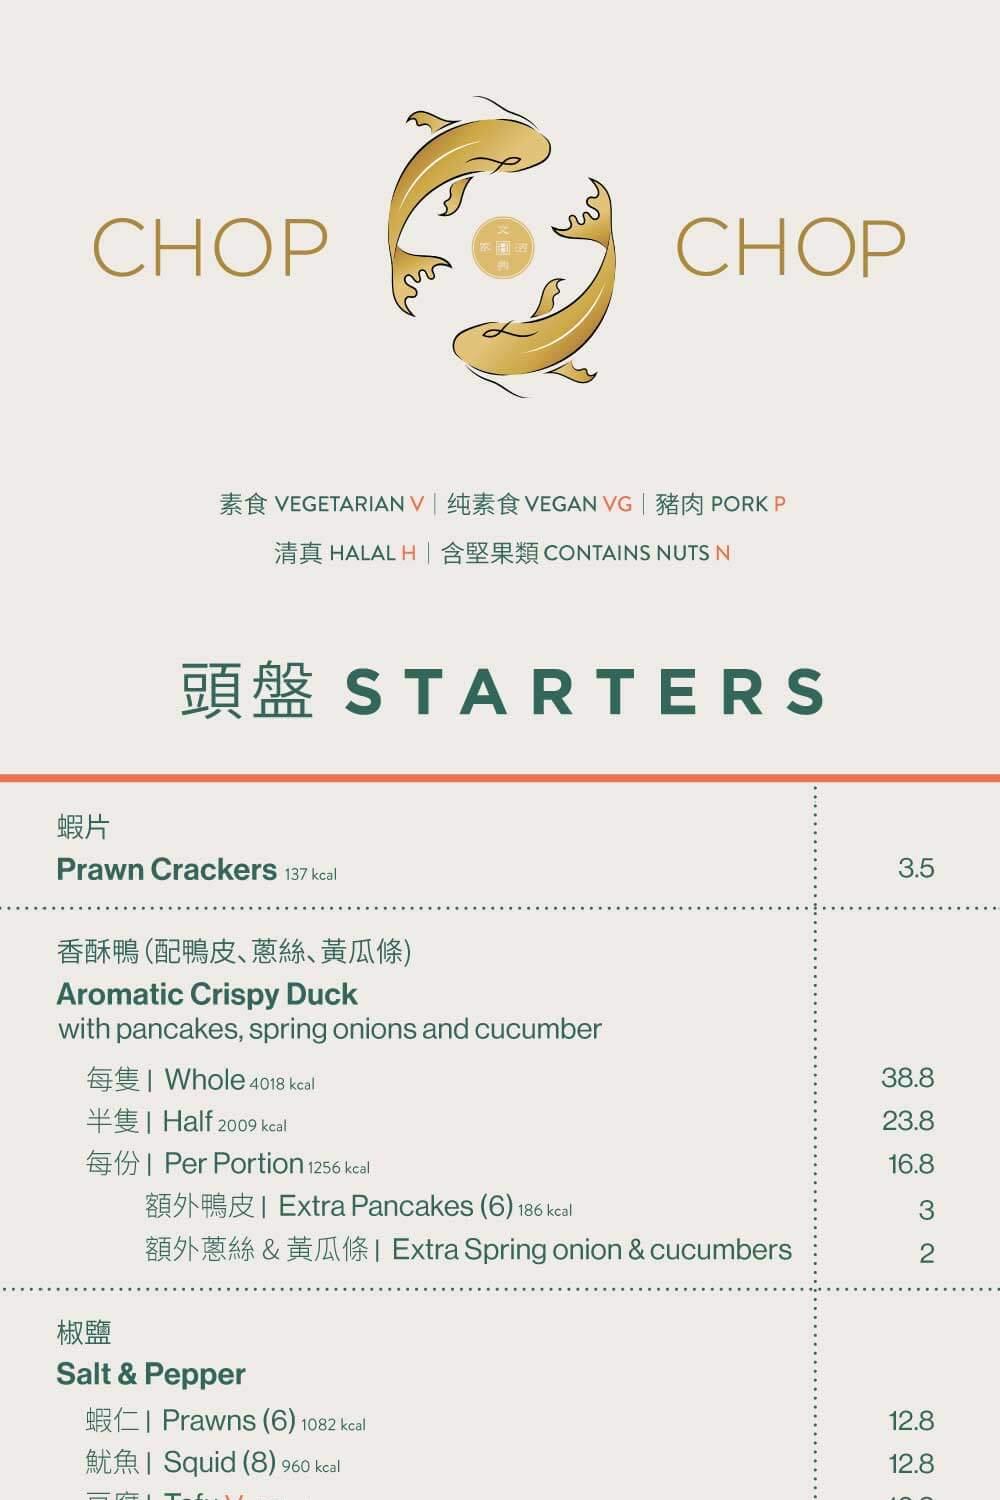 CHOP CHOP
素食 VEGETARIAN V | 纯素食 VEGAN VG | 豬肉 PORK P
清真 HALAL H | 含堅果類 CONTAINS NUTS N
頭盤 STARTERS
蝦片
Prawn Crackers 137 kcal 3.5
香酥鴨（配鴨皮、蔥絲、黃瓜條）
Aromatic Crispy Duck
with pancakes, spring onions and cucumber
每隻 | Whole 4018 kcal 38.8
半隻 | Half 2009 kcal 23.8
每份 | Per Portion 1256 kcal 16.8
額外鴨皮 | Extra Pancakes (6) 186 kcal 3
額外蔥絲 & 黃瓜條 | Extra Spring onion & cucumbers 2
椒鹽
Salt & Pepper
蝦仁 | Prawns (6) 1082 kcal 12.8
魷魚 | Squid (8) 960 kcal 12.8
豆腐 | Tofu V